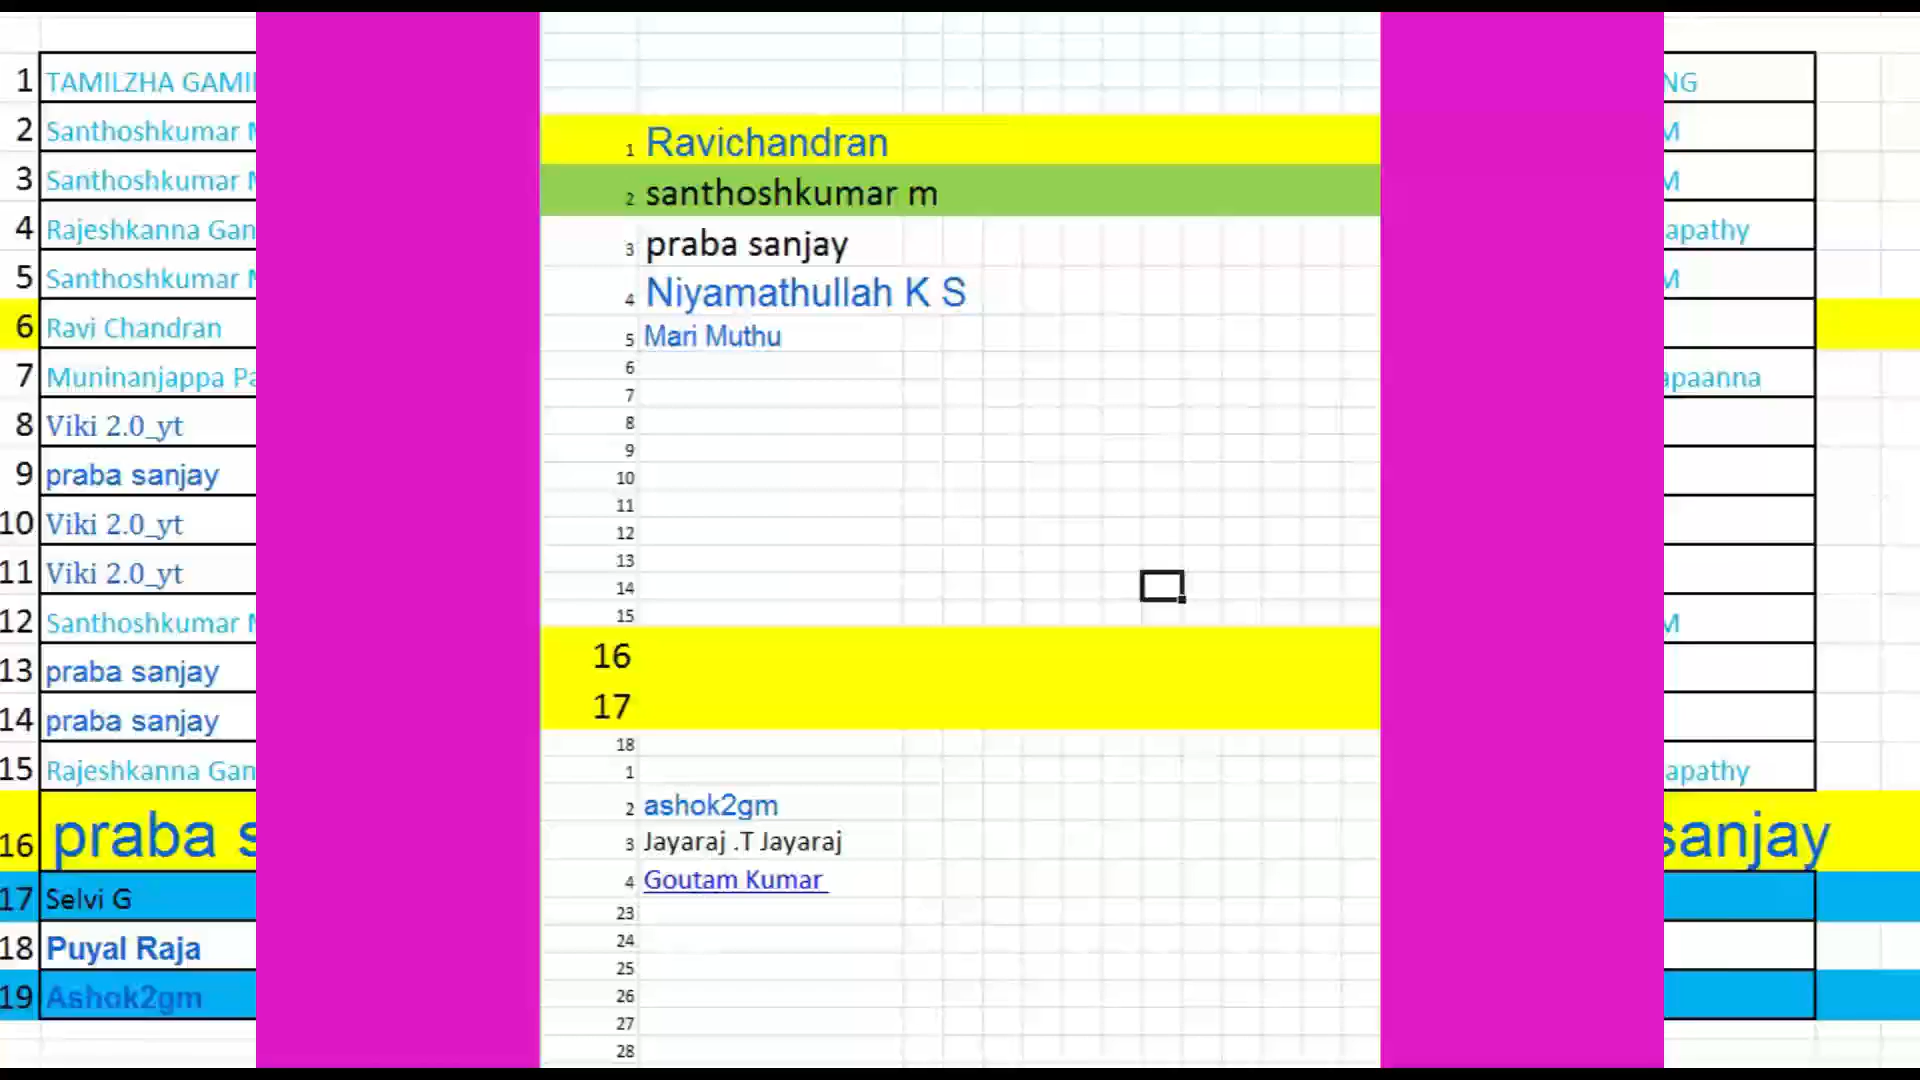 1 TAMILZHA GAMI NG
2 Santhoshkumar M
3 Santhoshkumar M
4 Rajeshkanna Gan apathy
5 Santhoshkumar M
6 Ravi Chandran
7 Muninanjappa Pa apaanna
8 Viki 2.0_yt
9 praba sanjay
10 Viki 2.0_yt
11 Viki 2.0_yt
12 Santhoshkumar M
13 praba sanjay
14 praba sanjay
15 Rajeshkanna Gan apathy
16 praba s sanjay
17 Selvi G
18 Puyal Raja
19 Ashok2gm
1 Ravichandran
2 santhoshkumar m
3 praba sanjay
4 Niyamathullah K S
5 Mari Muthu
6
7
8
9
10
11
12
13
14
15
16
17
18
1
2 ashok2gm
3 Jayaraj .T Jayaraj
4 Goutam Kumar
23
24
25
26
27
28